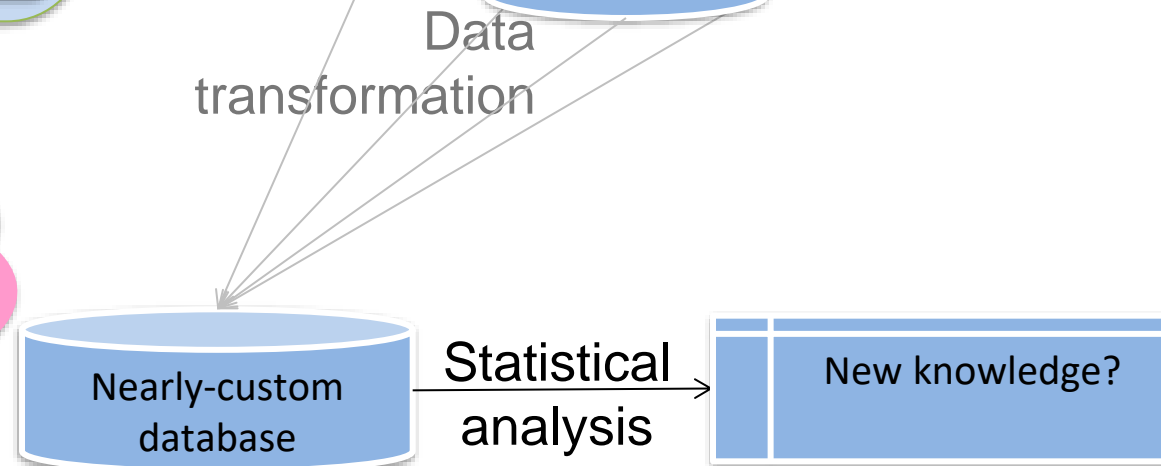 Data
transformation
Nearly-custom
database
Statistical
analysis
New knowledge?